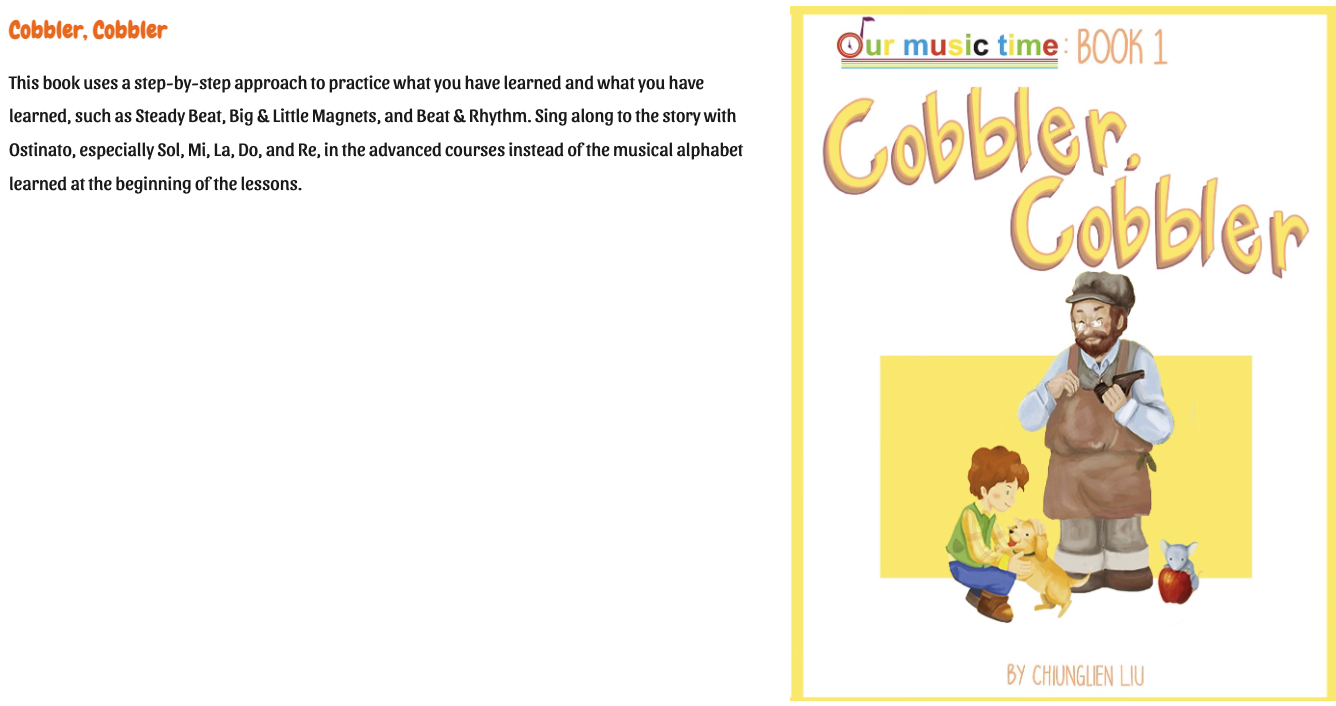 Cobbler, Cobbler
This book uses a step-by-step approach to practice what you have learned and what you have
learned, such as Steady Beat, Big & Little Magnets, and Beat & Rhythm. Sing along to the story with
Ostinato, especially Sol, Mi, La, Do, and Re, in the advanced courses instead of the musical alphabet
learned at the beginning of the lessons.
Our music time: BOOK 1
Cobbler,
Cobbler
BY CHIUNGLIEN LIU